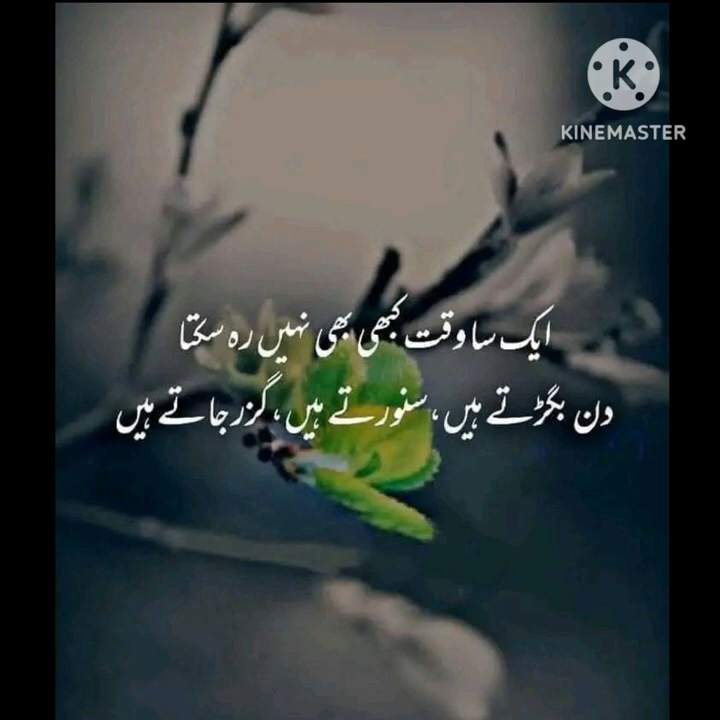 KINEMASTER
ایک سا وقت کبھی بھی نہیں رہ سکتا
دن بگڑتے ہیں، سنورتے ہیں، گزر جاتے ہیں